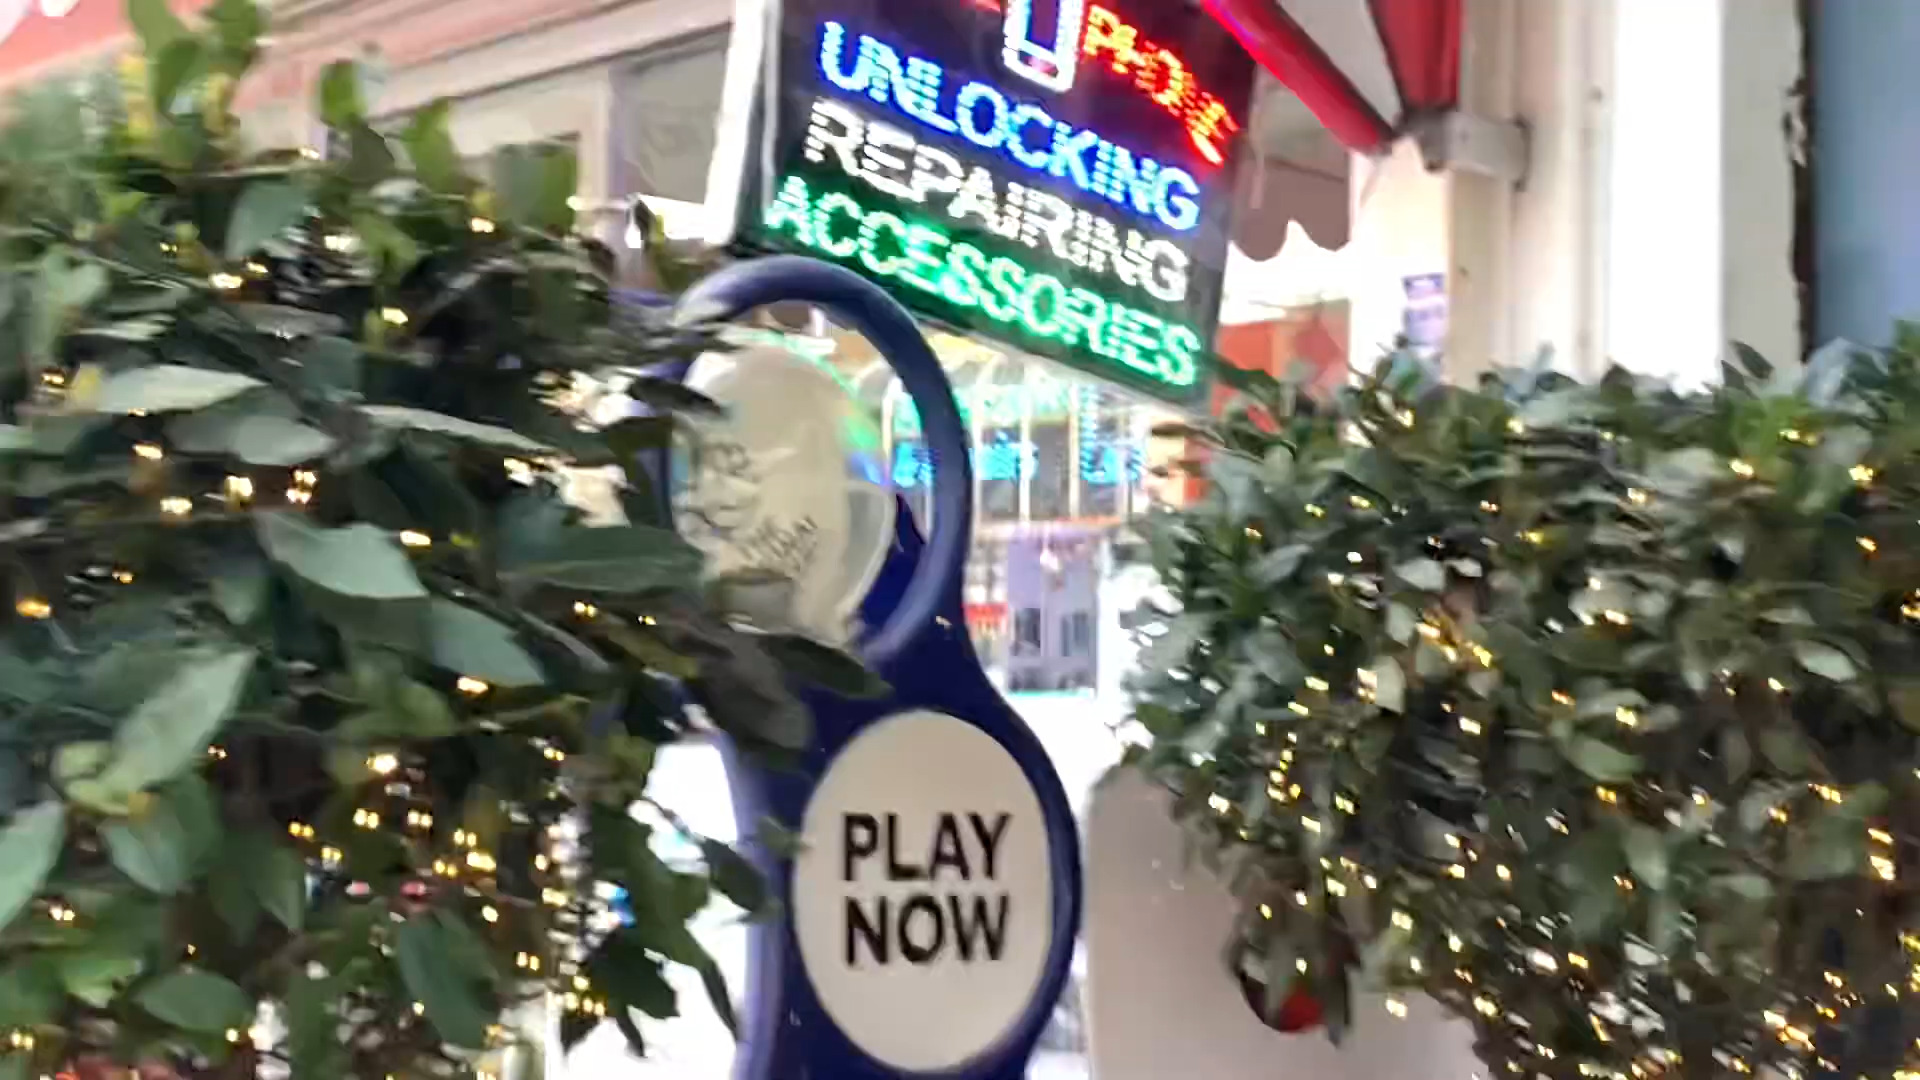 PHONE
UNLOCKING
REPAIRING
ACCESSORIES
PLAY
NOW